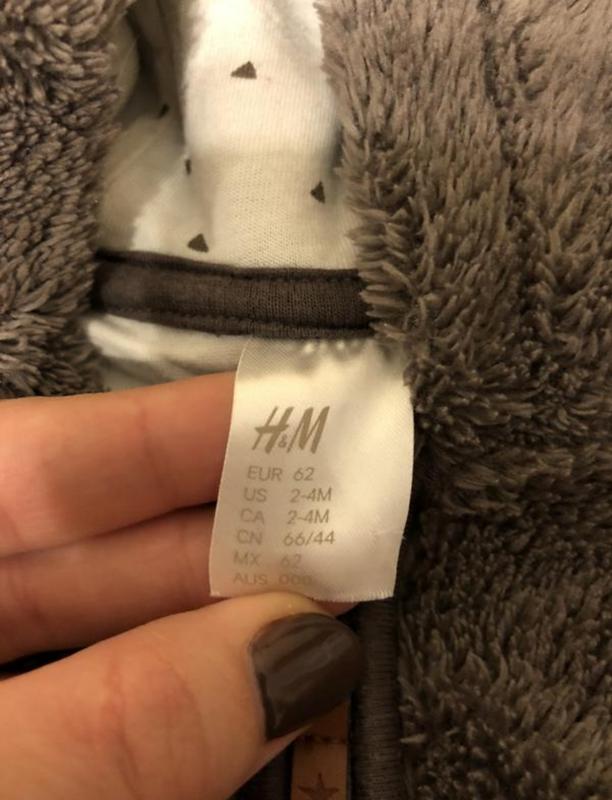 H&M
EUR 62
US 2-4M
CA 2-4M
CN 66/44
MX 62
AUS 000